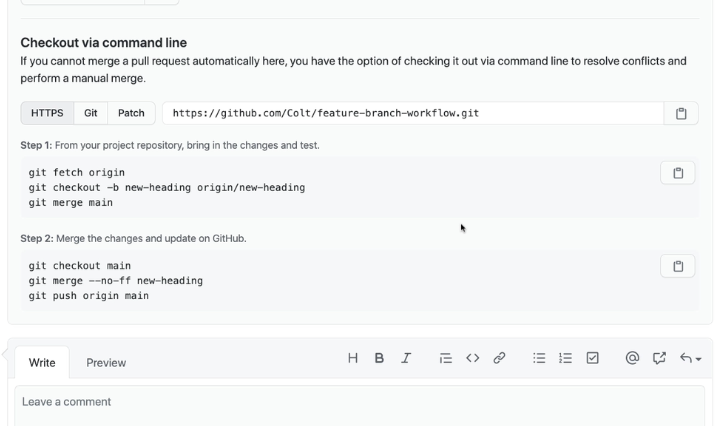 Checkout via command line
If you cannot merge a pull request automatically here, you have the option of checking it out via command line to resolve conflicts and
perform a manual merge.
HTTPS Git Patch https://github.com/Colt/feature-branch-workflow.git
Step 1: From your project repository, bring in the changes and test.
git fetch origin
git checkout -b new-heading origin/new-heading
git merge main
Step 2: Merge the changes and update on GitHub.
git checkout main
git merge --no-ff new-heading
git push origin main
Write Preview
Leave a comment